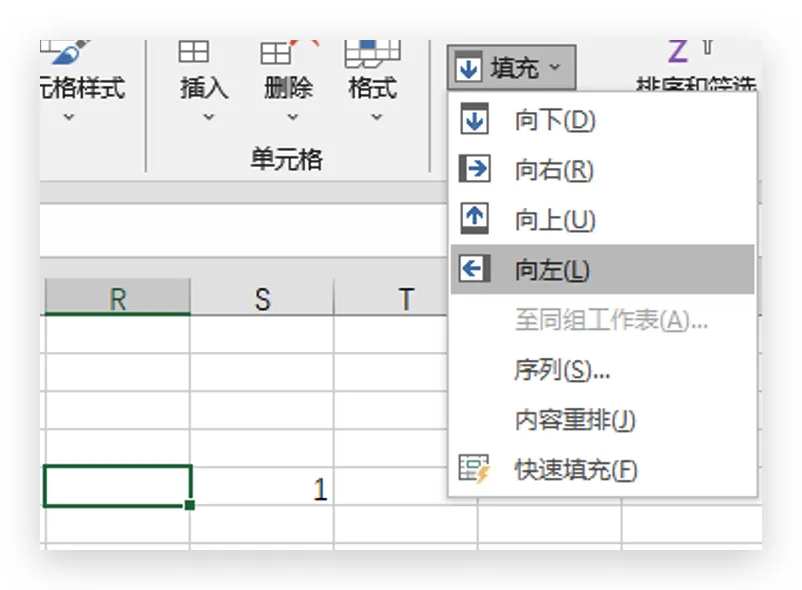 元格样式
插入
删除
格式
单元格
填充
排序和筛选
向下(D)
向右(R)
向上(U)
向左(L)
至同组工作表(A)...
序列(S)...
内容重排(J)
快速填充(F)
R
S
T
1